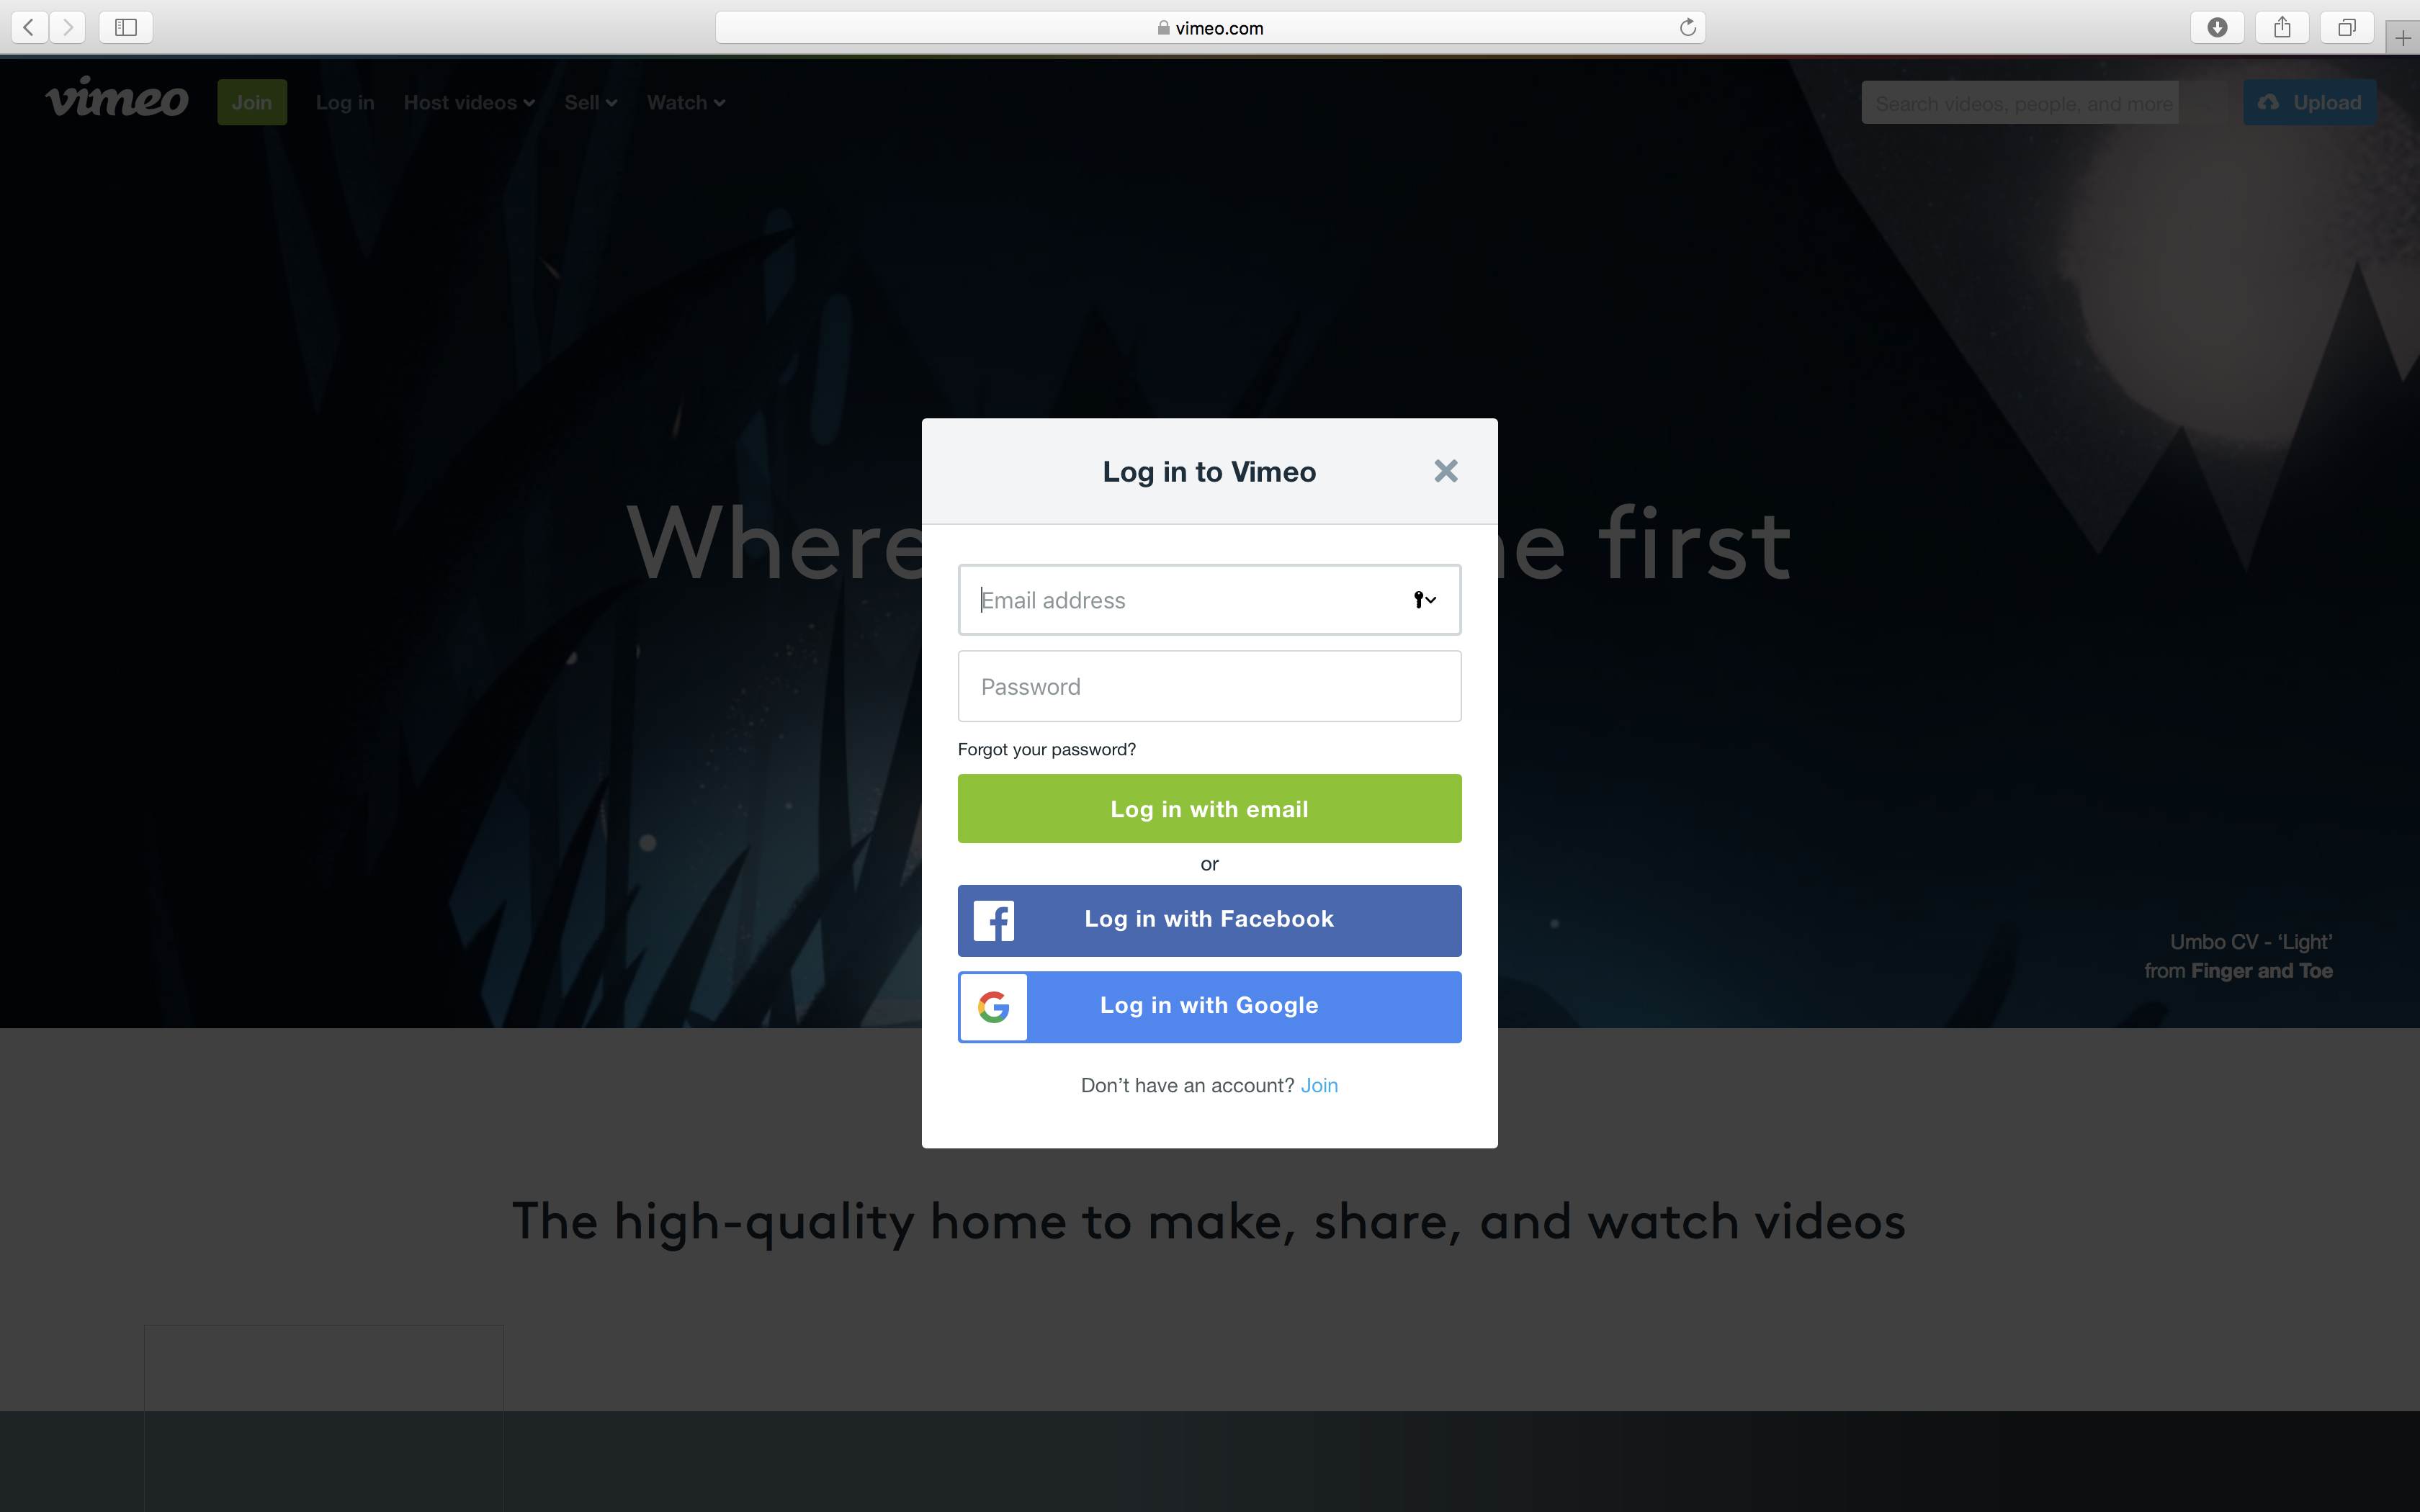 vimeo.com
vimeo
Join
Log in
Host videos
Sell
Watch
Search videos, people, and more
Upload
Log in to Vimeo
Where
e first
Email address
Password
Forgot your password?
Log in with email
or
Log in with Facebook
Log in with Google
Don't have an account? Join
Umbo CV - 'Light'
from Finger and Toe
The high-quality home to make, share, and watch videos